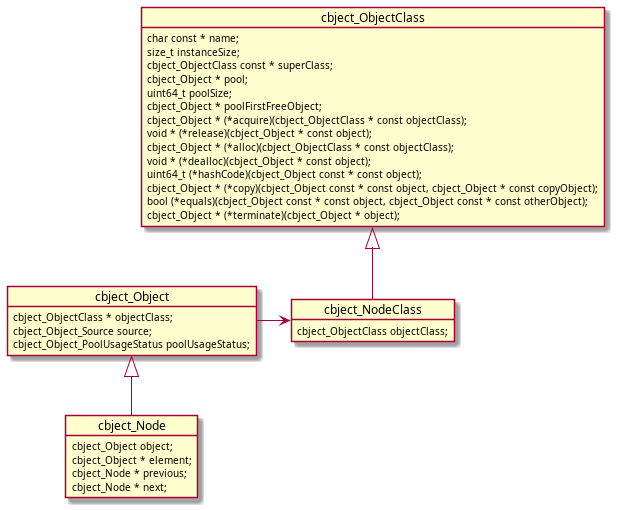 cbject_ObjectClass
char const * name;
size_t instanceSize;
cbject_ObjectClass const * superClass;
cbject_Object * pool;
uint64_t poolSize;
cbject_Object * poolFirstFreeObject;
cbject_Object * (*acquire)(cbject_ObjectClass * const objectClass);
void * (*release)(cbject_Object * const object);
cbject_Object * (*alloc)(cbject_ObjectClass * const objectClass);
void * (*dealloc)(cbject_Object * const object);
uint64_t (*hashCode)(cbject_Object const * const object);
cbject_Object * (*copy)(cbject_Object const * const object, cbject_Object * const copyObject);
bool (*equals)(cbject_Object const * const object, cbject_Object const * const otherObject);
cbject_Object * (*terminate)(cbject_Object * object);
cbject_Object
cbject_ObjectClass * objectClass;
cbject_Object_Source source;
cbject_Object_PoolUsageStatus poolUsageStatus;
cbject_NodeClass
cbject_ObjectClass objectClass;
cbject_Node
cbject_Object object;
cbject_Object * element;
cbject_Node * previous;
cbject_Node * next;